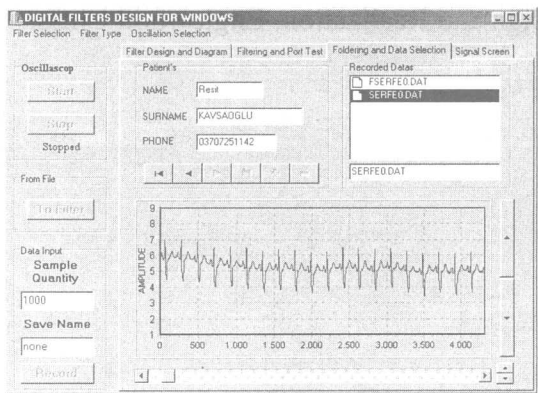 DIGITAL FILTERS DESIGN FOR WINDOWS
Filter Selection Filter Type Oscillation Selection
Filter Design and Diagram Filtering and Port Test Foldering and Data Selection Signal Screen
Oscillascop
Start
Stop
Stopped
From File
To Filter
Data Input
Sample
Quantity
1000
Save Name
none
Record
Patient's
NAME
Resit
SURNAME KAVSAOGLU
PHONE 03707251142
Recorded Datas
FSERFE0.DAT
SERFE0.DAT
SERFE0.DAT
AMPLITUDE
9
8
7
6
5
4
3
2
1
0 500 1.000 1.500 2.000 2.500 3.000 3.500 4.000